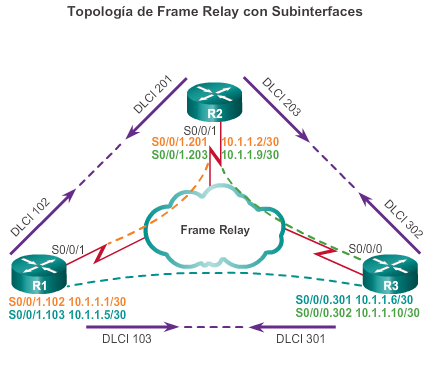 Topología de Frame Relay con Subinterfaces
DLCI 201
DLCI 203
R2
S0/0/1
S0/0/1.201 10.1.1.2/30
S0/0/1.203 10.1.1.9/30
DLCI 102
DLCI 302
Frame Relay
S0/0/1
S0/0/0
R1
R3
S0/0/1.102 10.1.1.1/30
S0/0/1.103 10.1.1.5/30
S0/0/0.301 10.1.1.6/30
S0/0/0.302 10.1.1.10/30
DLCI 103
DLCI 301